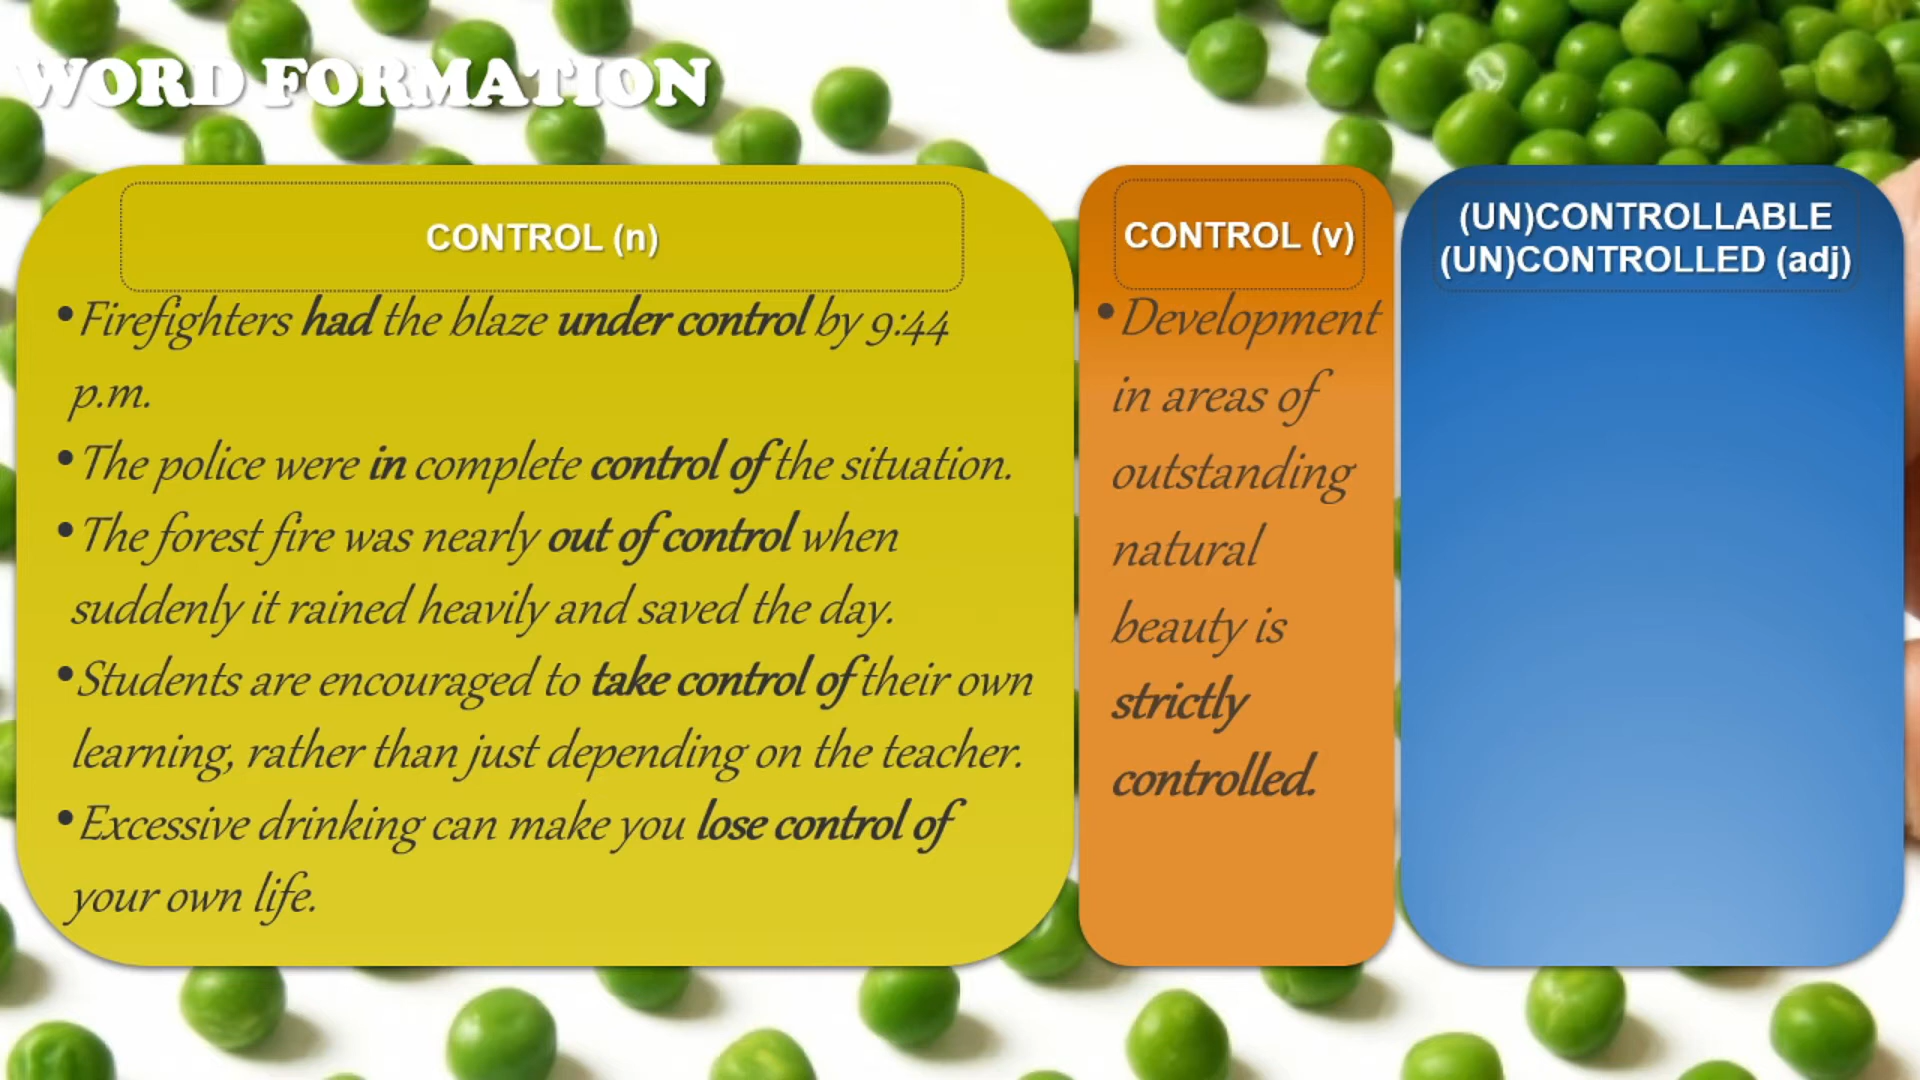 WORD FORMATION
CONTROL (n)
•Firefighters had the blaze under control by 9:44
p.m.
•The police were in complete control of the situation.
•The forest fire was nearly out of control when
suddenly it rained heavily and saved the day.
•Students are encouraged to take control of their own
learning, rather than just depending on the teacher.
•Excessive drinking can make you lose control of
your own life.
CONTROL (v)
•Development
in areas of
outstanding
natural
beauty is
strictly
controlled.
(UN)CONTROLLABLE
(UN)CONTROLLED (adj)